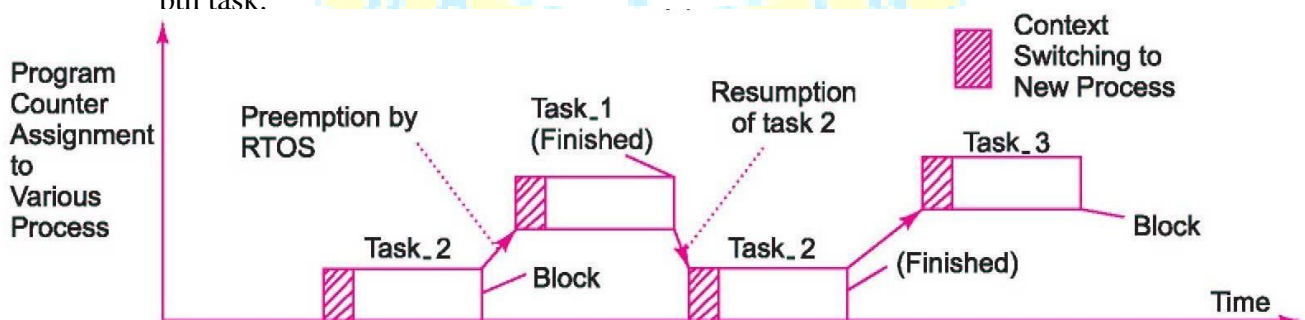 task.
Program
Counter
Assignment
to
Various
Process
Preemption by
RTOS
Task_1
(Finished)
Resumption
of task 2
Context
Switching to
New Process
Task_3
Block
Task_2
Block
Task_2
(Finished)
Time